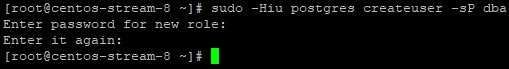 [root@centos-stream-8 ]# sudo -Hiu postgres createuser -sP dba
Enter password for new role:
Enter it again:
[root@centos-stream-8 ]#